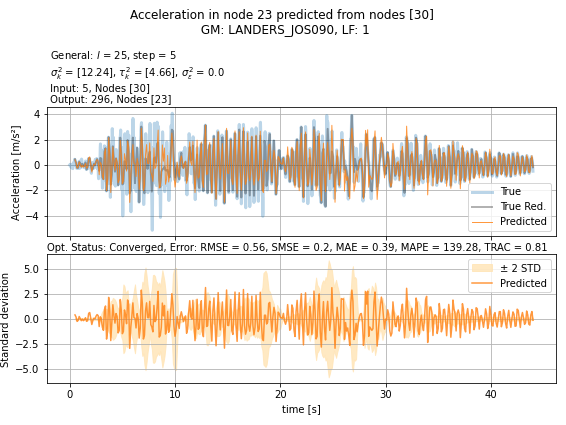 Acceleration in node 23 predicted from nodes [30]
GM: LANDERS_JOS090, LF: 1
General: l = 25, step = 5
σ²ₖ = [12.24], τ²ₖ = [4.66], σ²ε = 0.0
Input: 5, Nodes [30]
Output: 296, Nodes [23]
Acceleration [m/s²]
4
2
0
−2
−4
True
True Red.
Predicted
Opt. Status: Converged, Error: RMSE = 0.56, SMSE = 0.2, MAE = 0.39, MAPE = 139.28, TRAC = 0.81
Standard deviation
5.0
2.5
0.0
−2.5
−5.0
± 2 STD
Predicted
0
10
20
30
40
time [s]